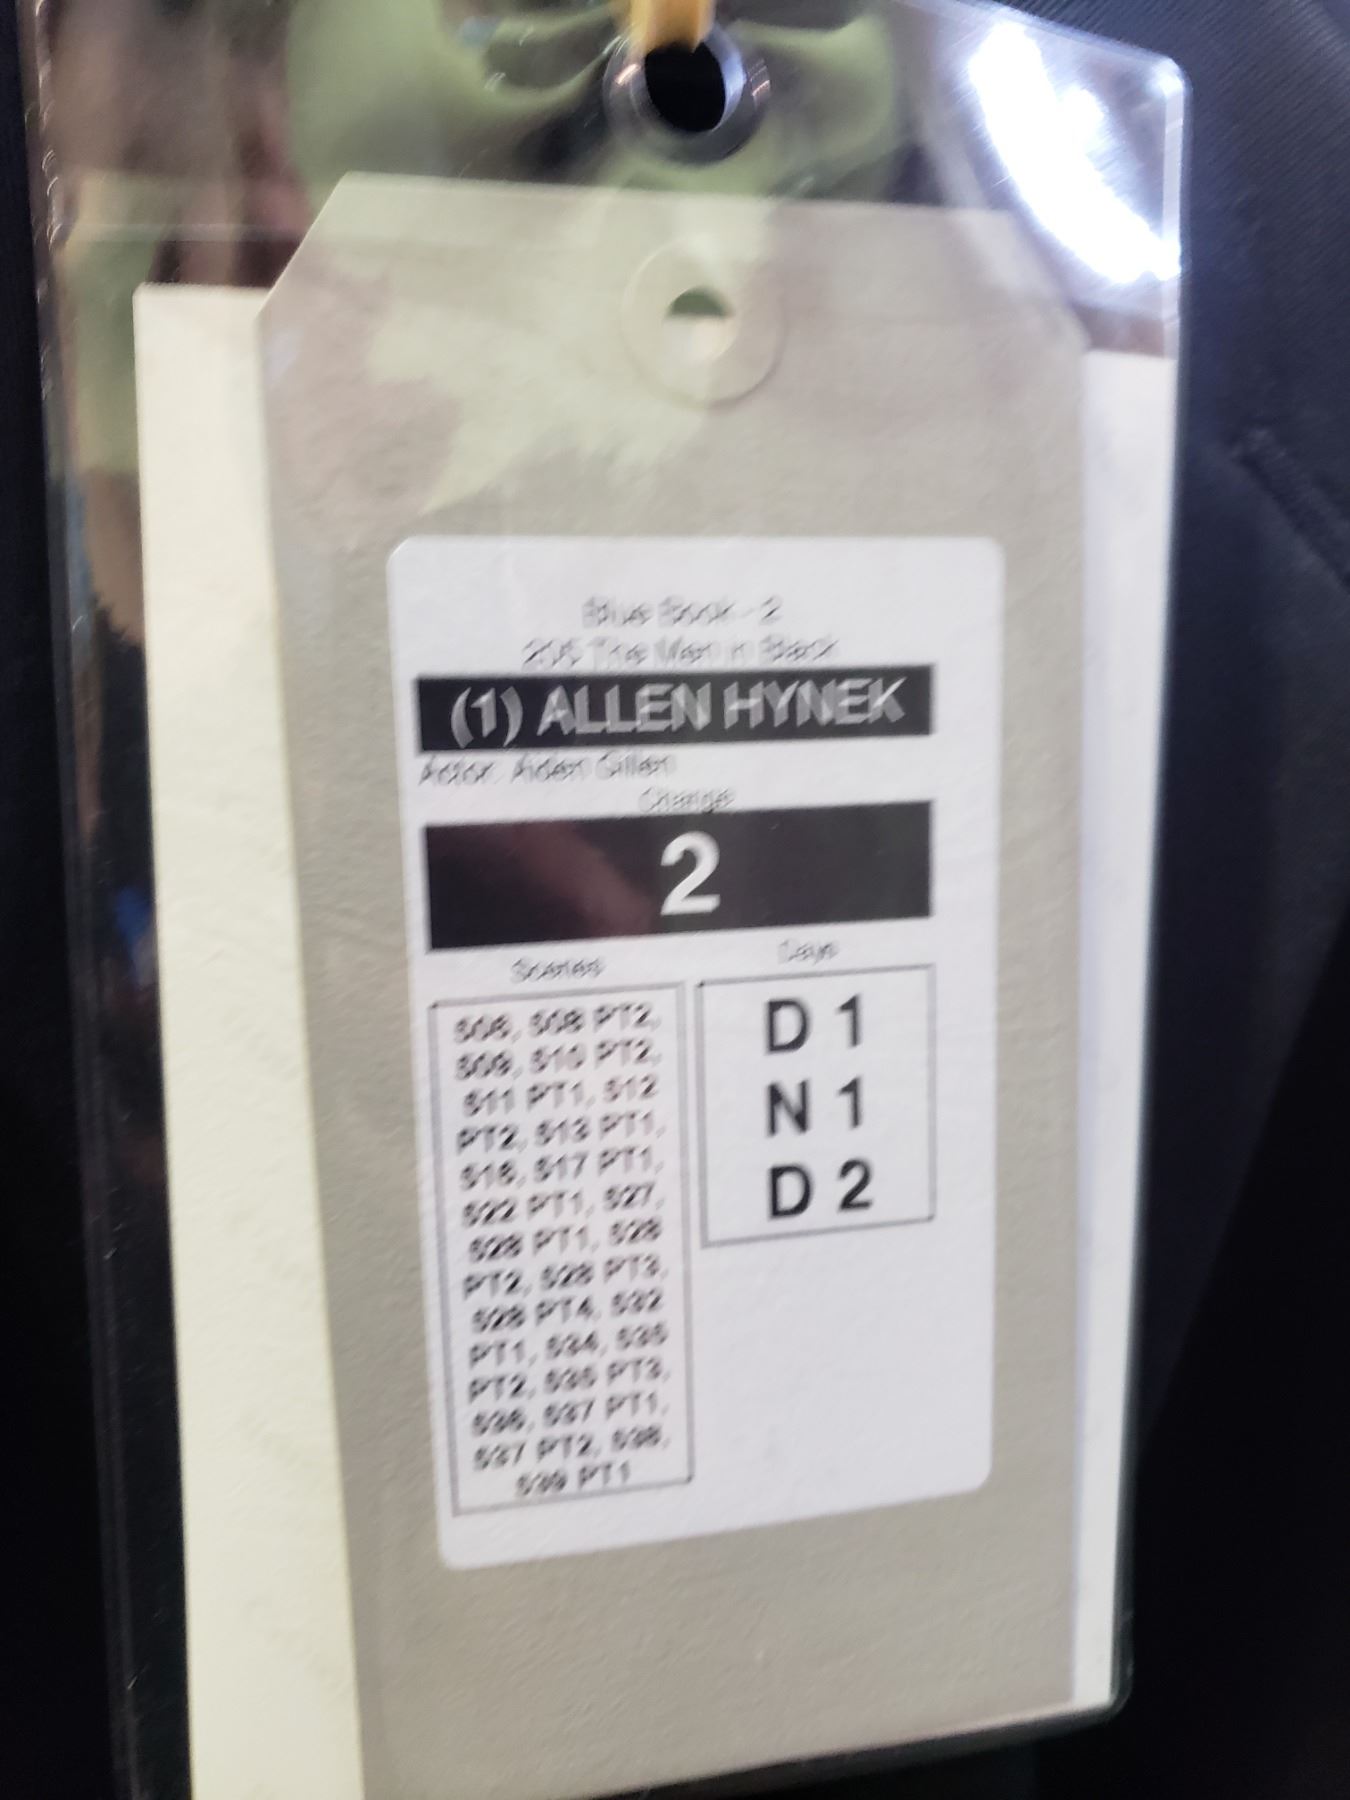 Blue Book - 2
205 The Men in Black
(1) ALLEN HYNEK
Actor: Aiden Gillen
Change
2
Scenes
Days
506, 508 PT2,
509, 510 PT2,
511 PT1, 512
PT2, 513 PT1,
516, 517 PT1,
522 PT1, 527,
528 PT1, 528
PT2, 528 PT3,
528 PT4, 532
PT1, 534, 535
PT2, 535 PT3,
536, 537 PT1,
537 PT2, 538,
539 PT1
D 1
N 1
D 2